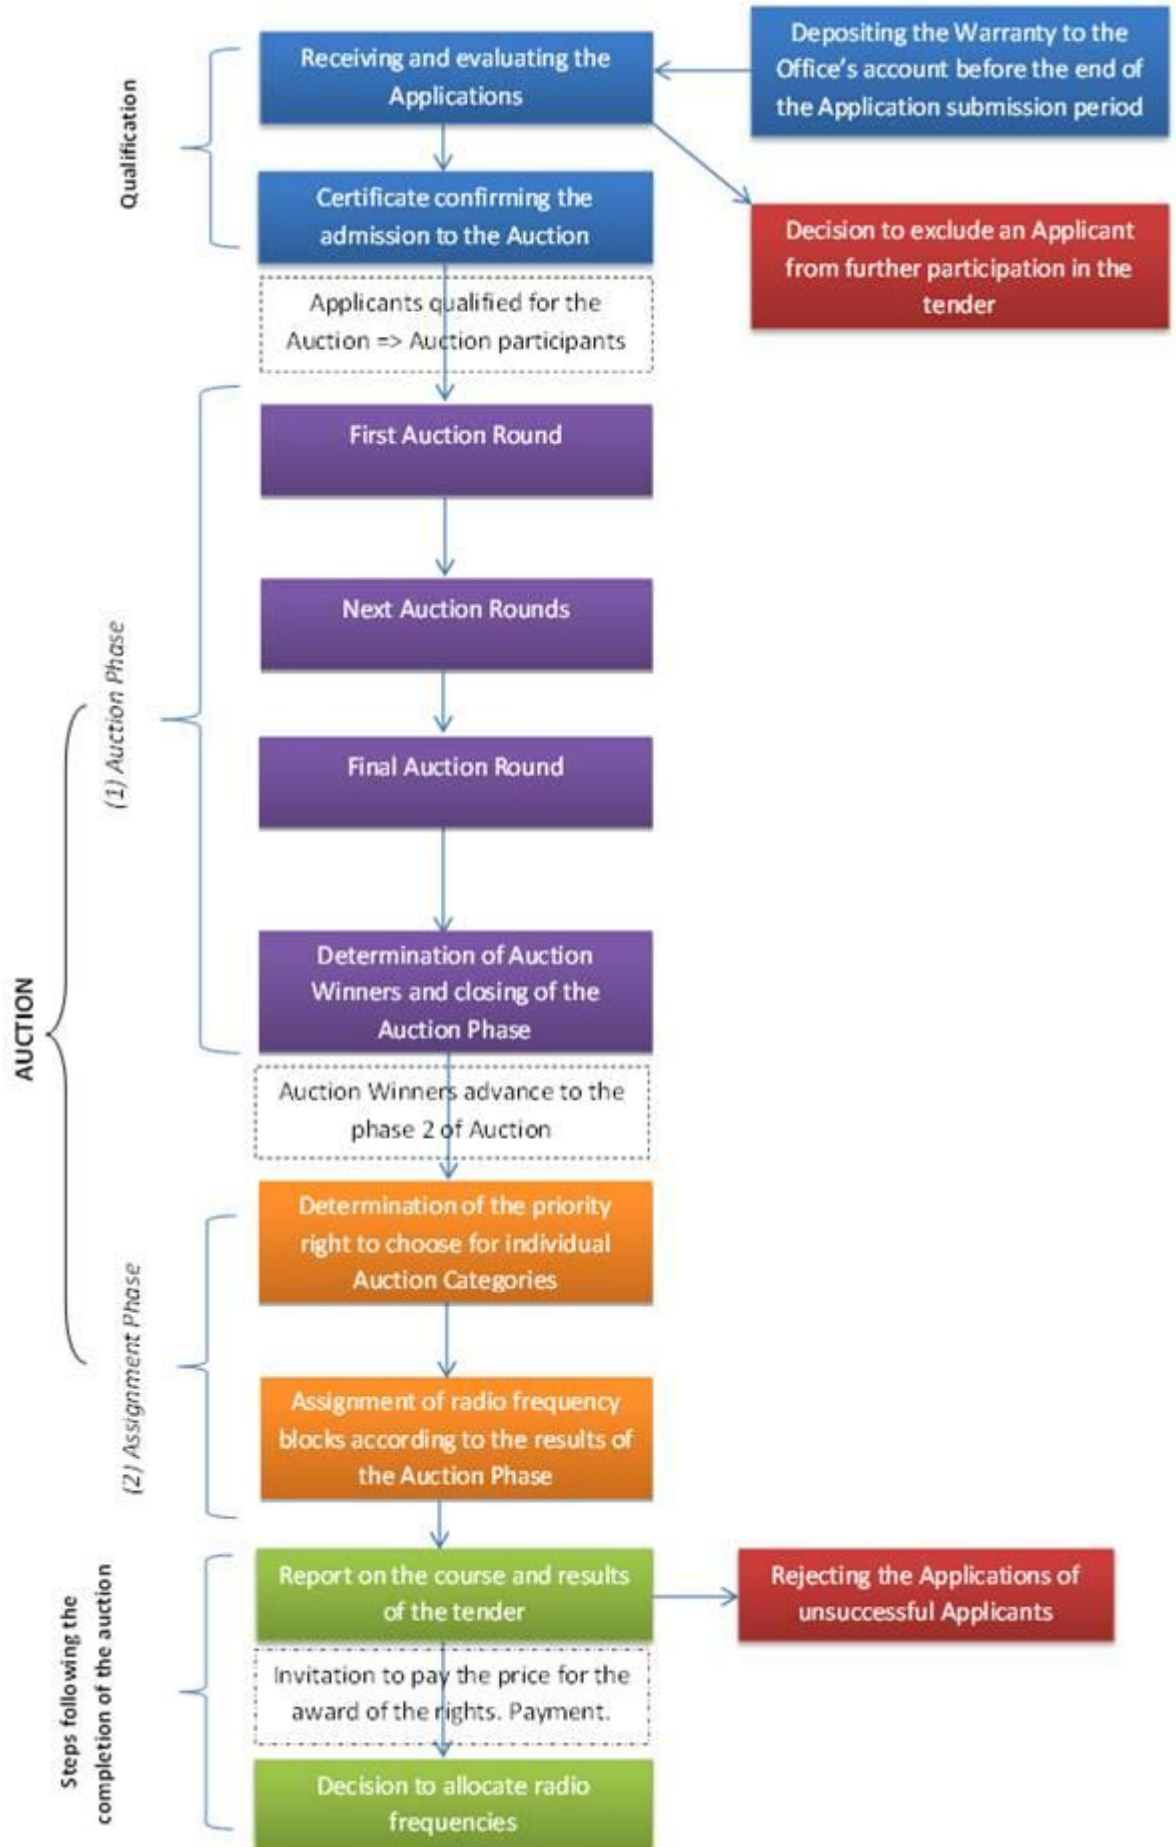 Qualification
Receiving and evaluating the
Applications
Depositing the Warranty to the
Office's account before the end of
the Application submission period
Certificate confirming the
admission to the Auction
Decision to exclude an Applicant
from further participation in the
tender
Applicants qualified for the
Auction => Auction participants
AUCTION
(1) Auction Phase
First Auction Round
Next Auction Rounds
Final Auction Round
Determination of Auction
Winners and closing of the
Auction Phase
Auction Winners advance to the
phase 2 of Auction
(2) Assignment Phase
Determination of the priority
right to choose for individual
Auction Categories
Assignment of radio frequency
blocks according to the results of
the Auction Phase
Steps following the
completion of the auction
Report on the course and results
of the tender
Rejecting the Applications of
unsuccessful Applicants
Invitation to pay the price for the
award of the rights. Payment.
Decision to allocate radio
frequencies